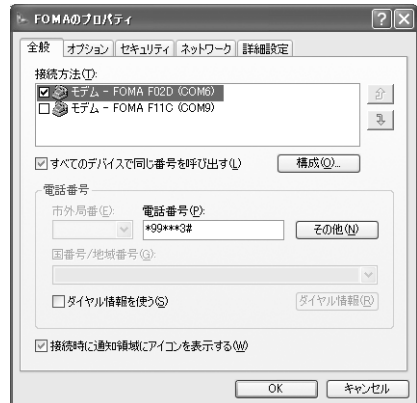 FOMAのプロパティ
全般 オプション セキュリティ ネットワーク 詳細設定
接続方法(T):
モデム - FOMA F02D (COM6)
モデム - FOMA F11C (COM9)
すべてのデバイスで同じ番号を呼び出す(L) 構成(O)...
電話番号
市外局番(E): 電話番号(P):
*99***3# その他(N)
国番号/地域番号(G):
ダイヤル情報を使う(S) ダイヤル情報(R)
接続時に通知領域にアイコンを表示する(W)
OK キャンセル